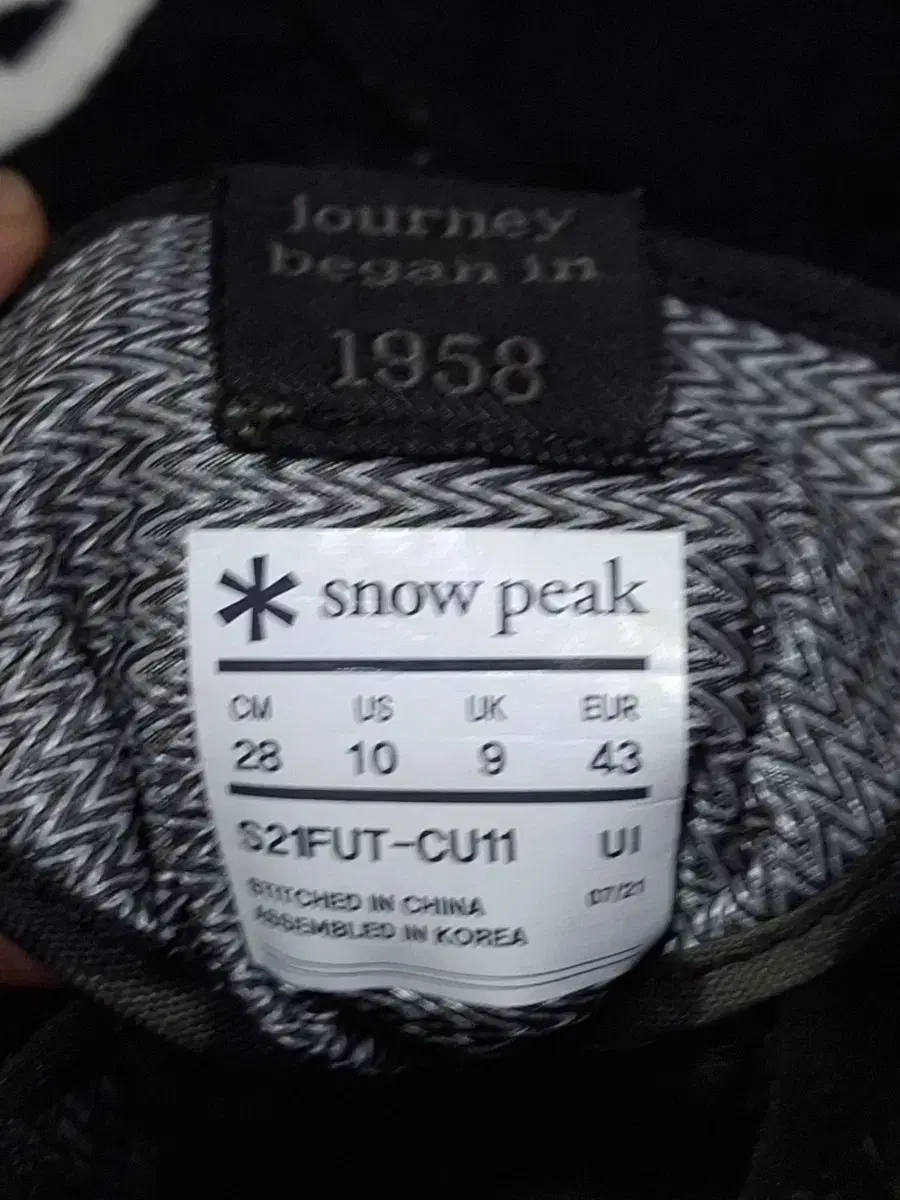 Journey
began in
1958
snow peak
CM US UK EUR
28 10 9 43
S21FUT-CU11 UI
STITCHED IN CHINA 07/21
ASSEMBLED IN KOREA